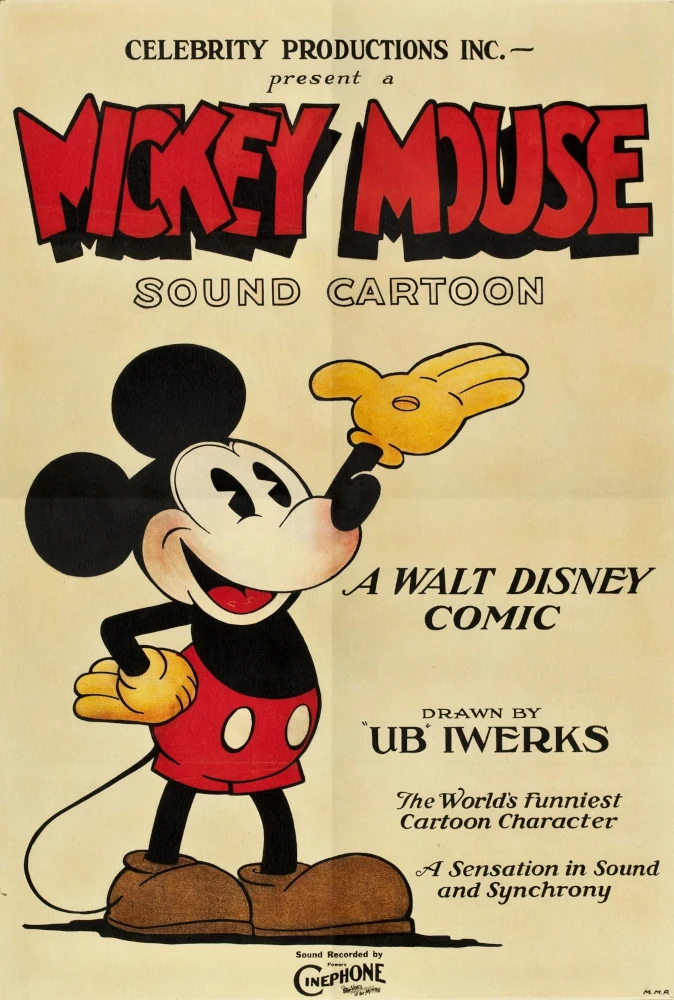 CELEBRITY PRODUCTIONS INC.—
present a
MICKEY MOUSE
SOUND CARTOON
A WALT DISNEY
COMIC
DRAWN BY
"UB" IWERKS
The World's Funniest
Cartoon Character
A Sensation in Sound
and Synchrony
Sound Recorded by
Powers
CINEPHONE
M.M.A.